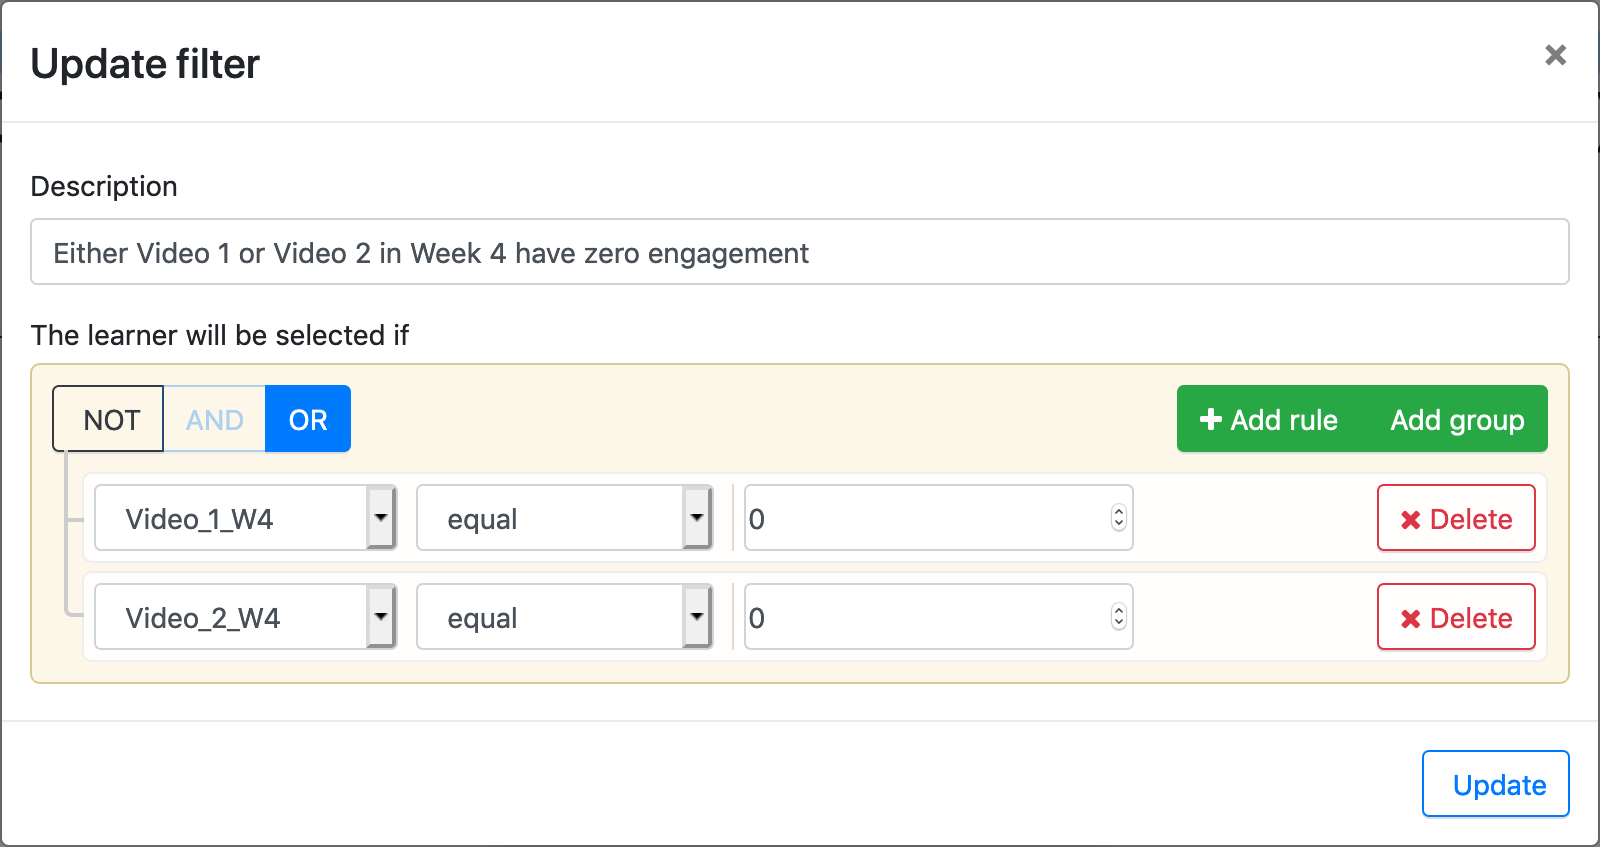 Update filter
Description
Either Video 1 or Video 2 in Week 4 have zero engagement
The learner will be selected if
NOT AND OR Add rule Add group
Video_1_W4 equal 0 Delete
Video_2_W4 equal 0 Delete
Update